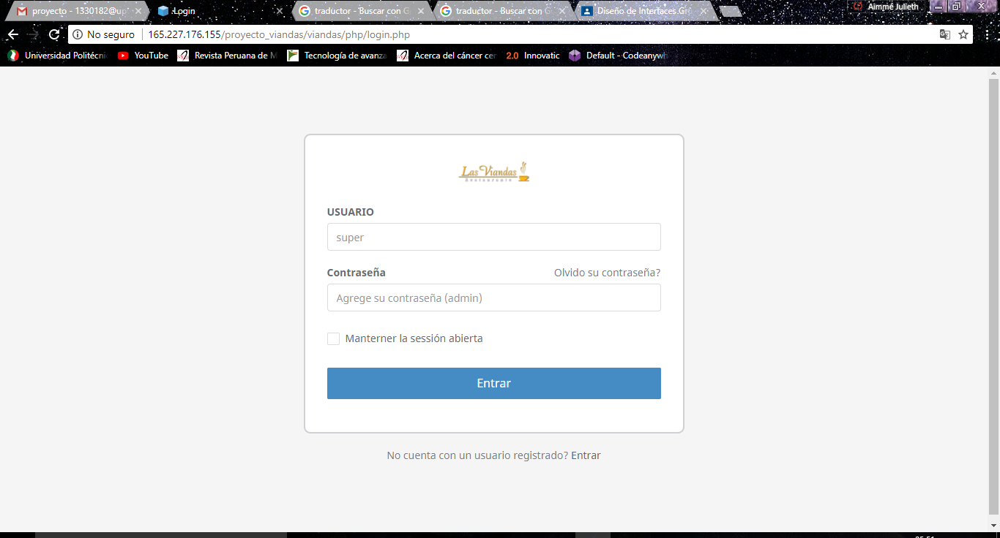 proyecto - 1330182@up
Login
traductor - Buscar con G
traductor - Buscar con G
Diseño de Interfaces Gr
Aimmé Julieth
No seguro
165.227.176.155/proyecto_viandas/viandas/php/login.php
Universidad Politécni
YouTube
Revista Peruana de M
Tecnología de avanza
Acerca del cáncer cer
2.0 Innovatic
Default - Codeanywh
Las Viandas
Restaurante
USUARIO
super
Contraseña Olvido su contraseña?
Agrege su contraseña (admin)
Manterner la sessión abierta
Entrar
No cuenta con un usuario registrado? Entrar